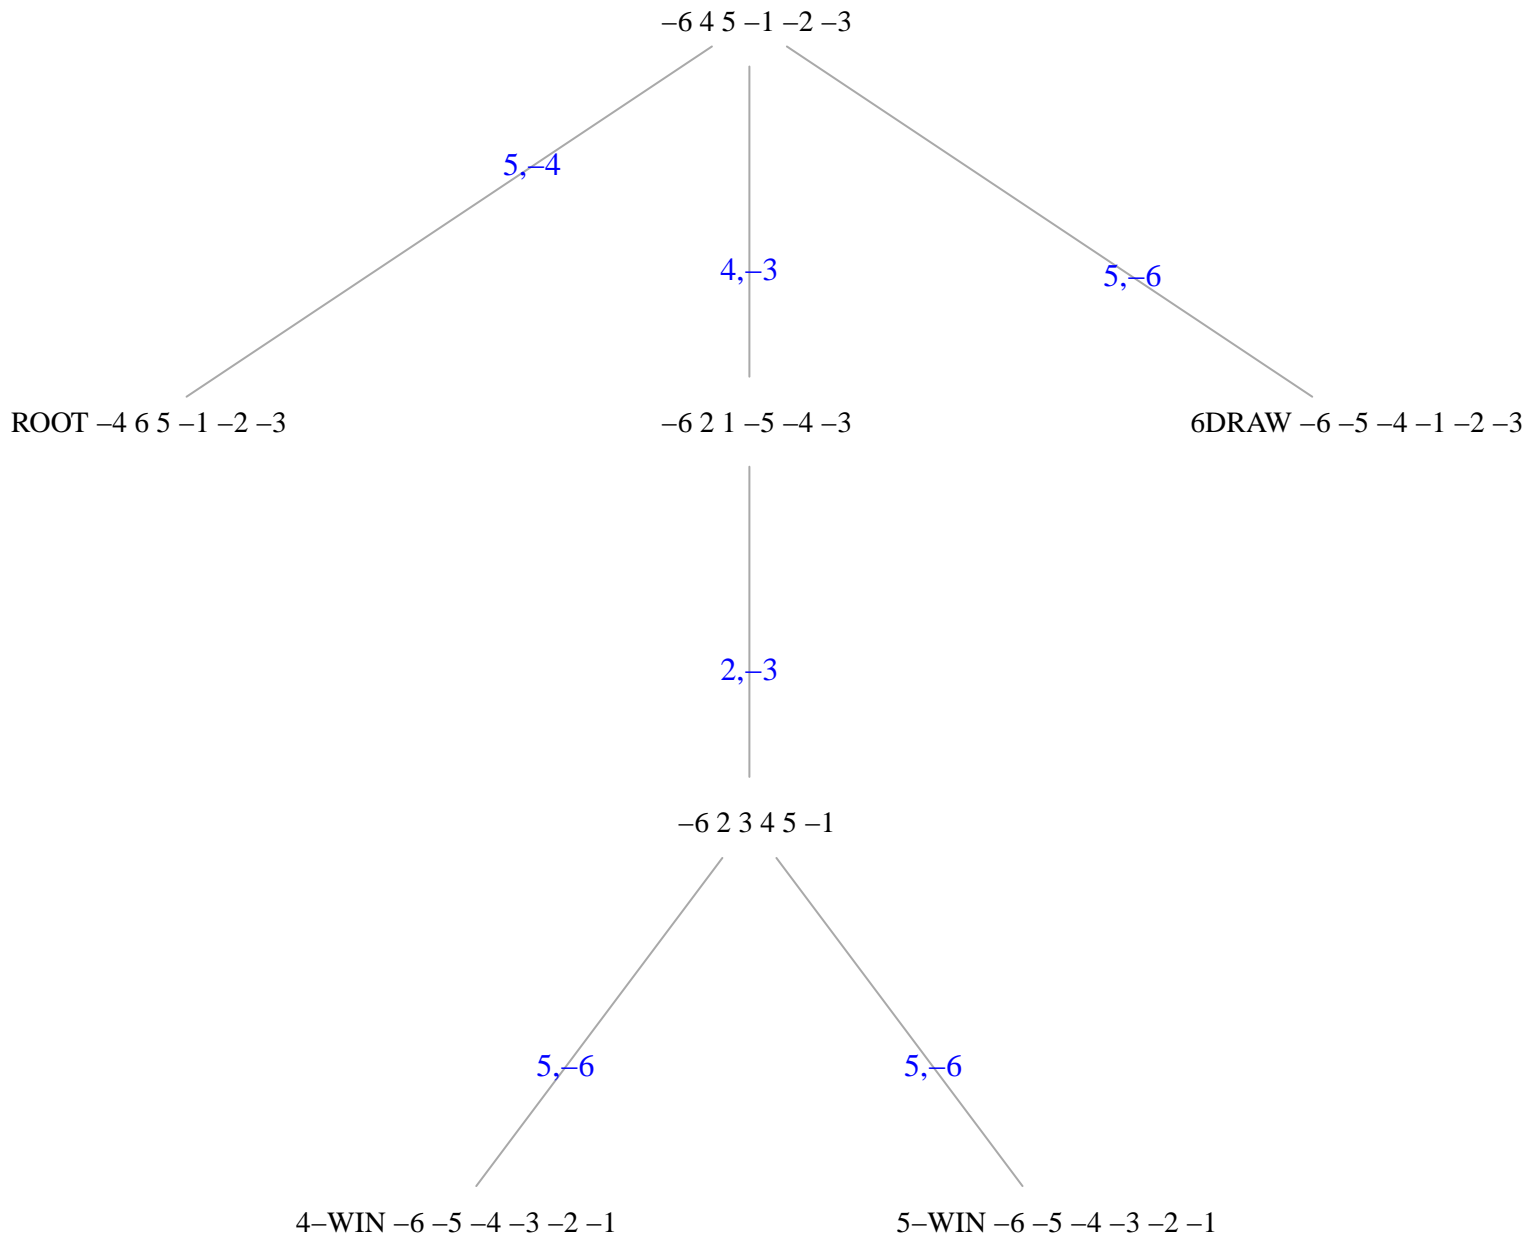 –6 4 5 –1 –2 –3
5,–4
4,–3
5,–6
ROOT –4 6 5 –1 –2 –3
–6 2 1 –5 –4 –3
6DRAW –6 –5 –4 –1 –2 –3
2,–3
–6 2 3 4 5 –1
5,–6
5,–6
4–WIN –6 –5 –4 –3 –2 –1
5–WIN –6 –5 –4 –3 –2 –1